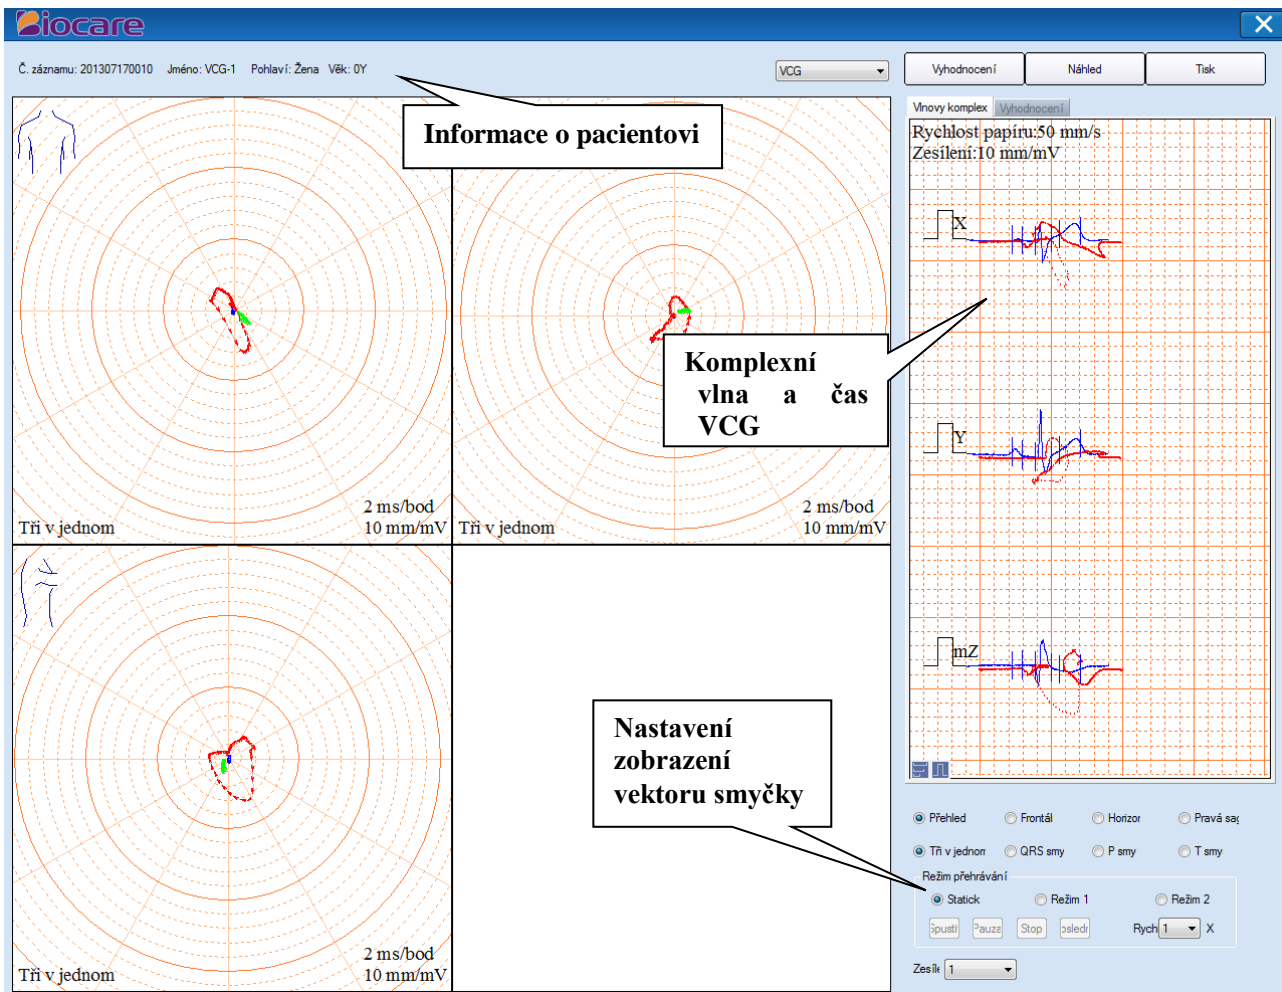 Biocare
Č. záznamu: 201307170010 Jméno: VCG-1 Pohlaví: Žena Věk: 0Y
VCG
Vyhodnocení
Náhled
Tisk
Informace o pacientovi
Vlnovy komplex
Vyhodnocení
Rychlost papíru:50 mm/s
Zesílení:10 mm/mV
X
Komplexní
vlna a čas
VCG
Y
2 ms/bod
Tři v jednom
10 mm/mV
2 ms/bod
Tři v jednom
10 mm/mV
mZ
Nastavení
zobrazení
vektoru smyčky
Přehled
Frontál
Horizor
Pravá sag
Tři v jednom
QRS smy
P smy
T smy
Režim přehrávání
Statick
Režim 1
Režim 2
Spustit
Pauza
Stop
osledn
Rych
1
X
Zesíle
1
2 ms/bod
Tři v jednom
10 mm/mV